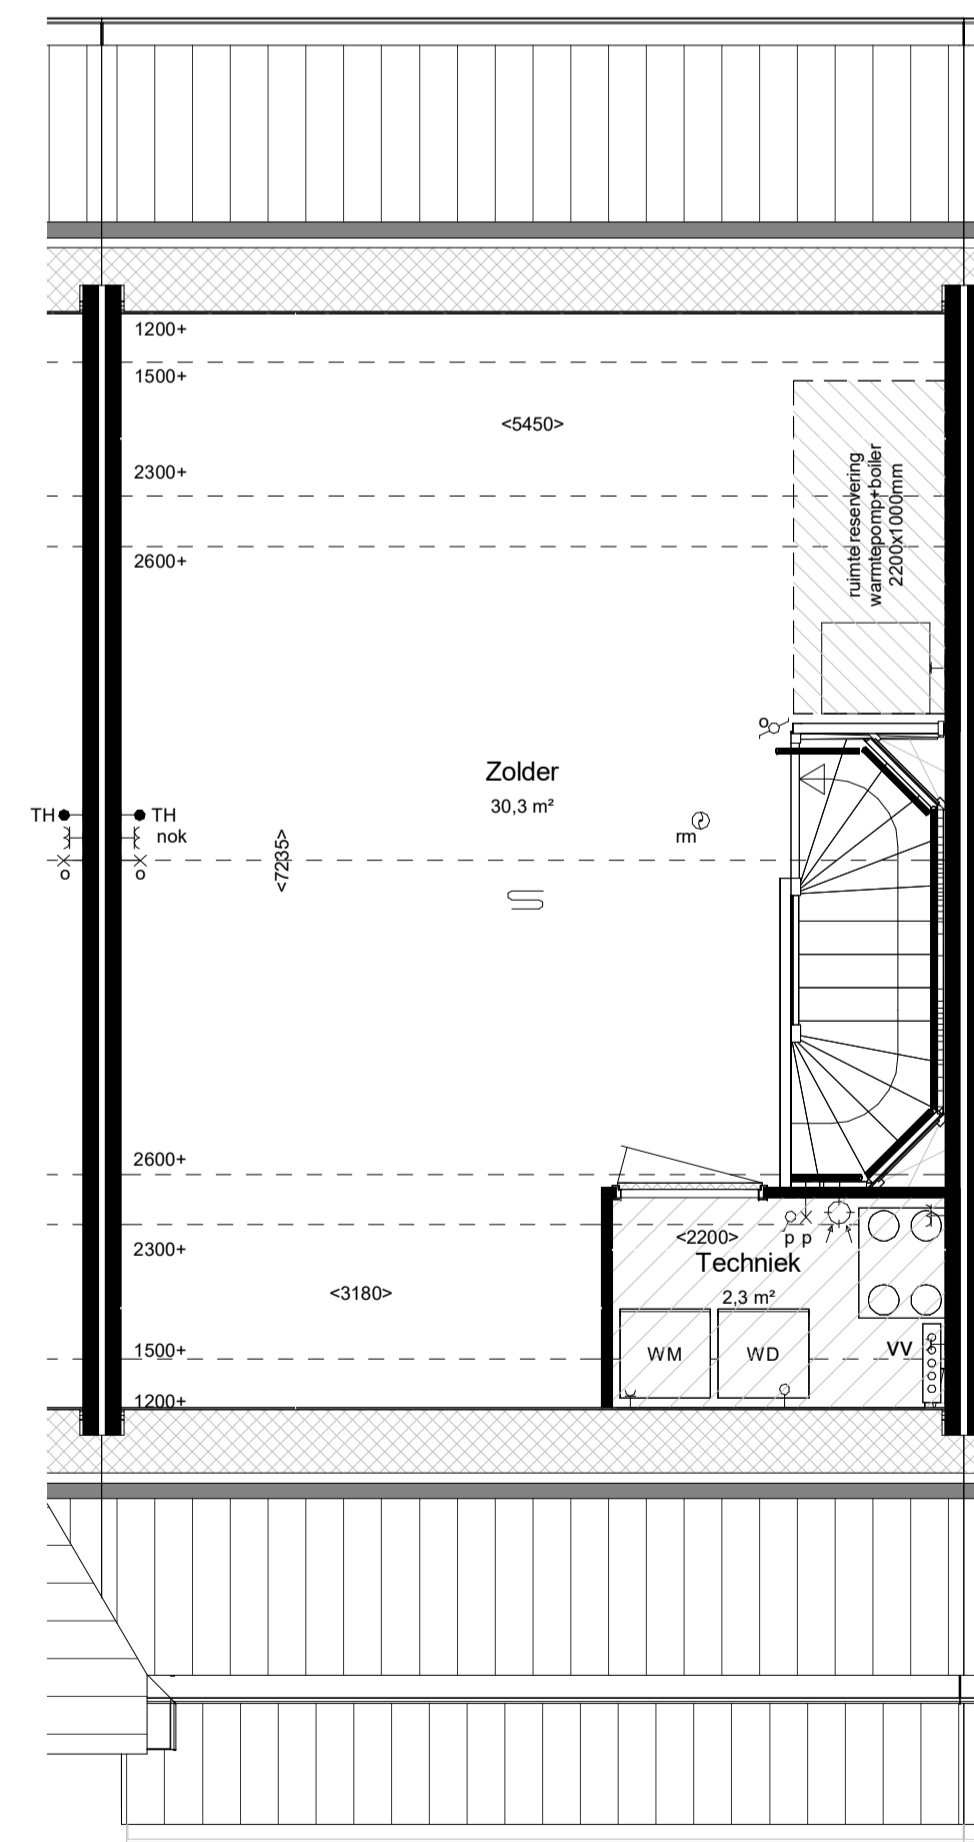 1200+
1500+
<5450>
2300+
2600+
ruimte reservering
warmtepomp+boiler
2200x1000mm
o
Zolder
30,3 m²
TH
TH
nok
rm
o
o
<7235>
2600+
2300+
<2200>
p p
Techniek
2,3 m²
<3180>
1500+
WM
WD
VV
1200+